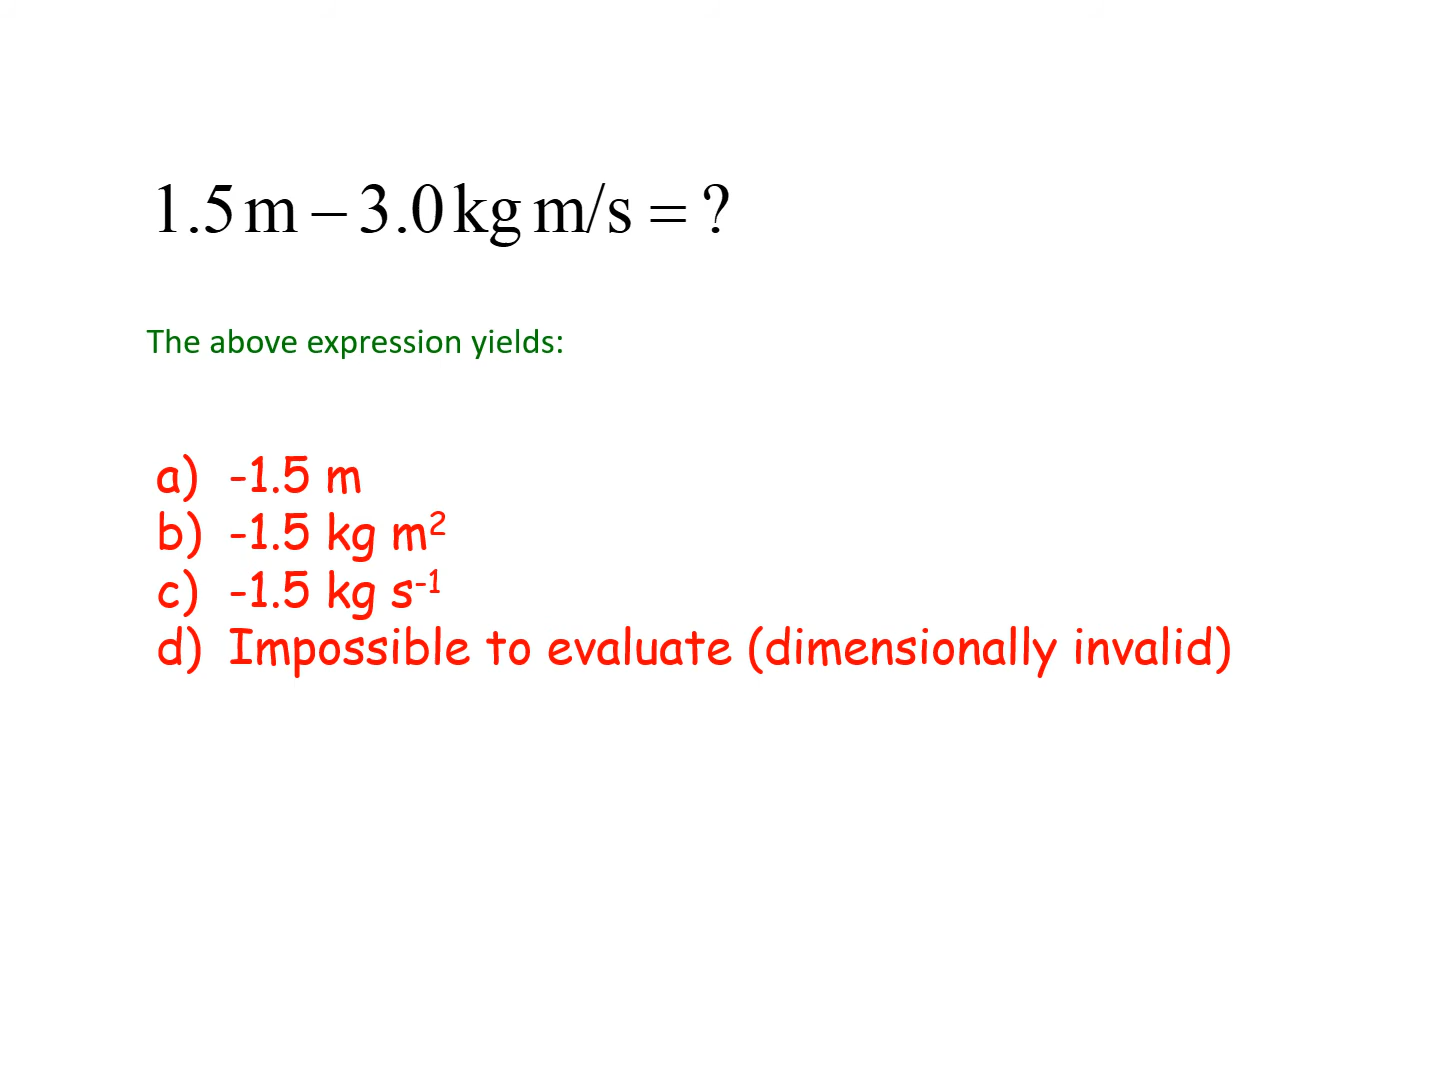 1.5 m – 3.0 kg m/s = ?
The above expression yields:
a) -1.5 m
b) -1.5 kg m²
c) -1.5 kg s⁻¹
d) Impossible to evaluate (dimensionally invalid)